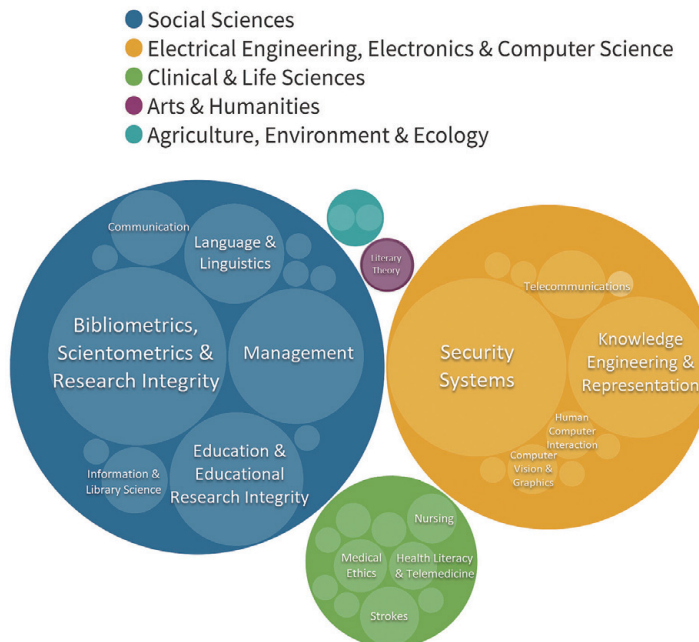 Social Sciences
Electrical Engineering, Electronics & Computer Science
Clinical & Life Sciences
Arts & Humanities
Agriculture, Environment & Ecology
Communication
Language &
Linguistics
Bibliometrics,
Scientometrics &
Research Integrity
Management
Education &
Educational
Research Integrity
Information &
Library Science
Literary
Theory
Telecommunications
Security
Systems
Knowledge
Engineering &
Representation
Human
Computer
Interaction
Computer
Vision &
Graphics
Nursing
Medical
Ethics
Health Literacy
& Telemedicine
Strokes